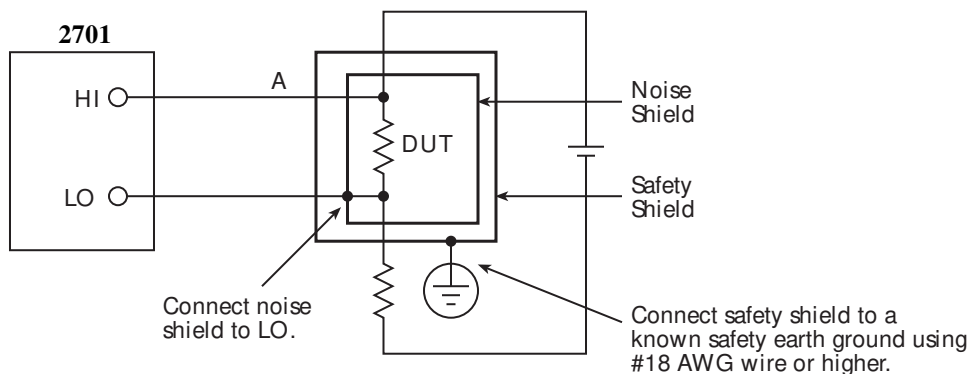 2701
HI
A
DUT
LO
Noise
Shield
Safety
Shield
Connect noise
shield to LO.
Connect safety shield to a
known safety earth ground using
#18 AWG wire or higher.